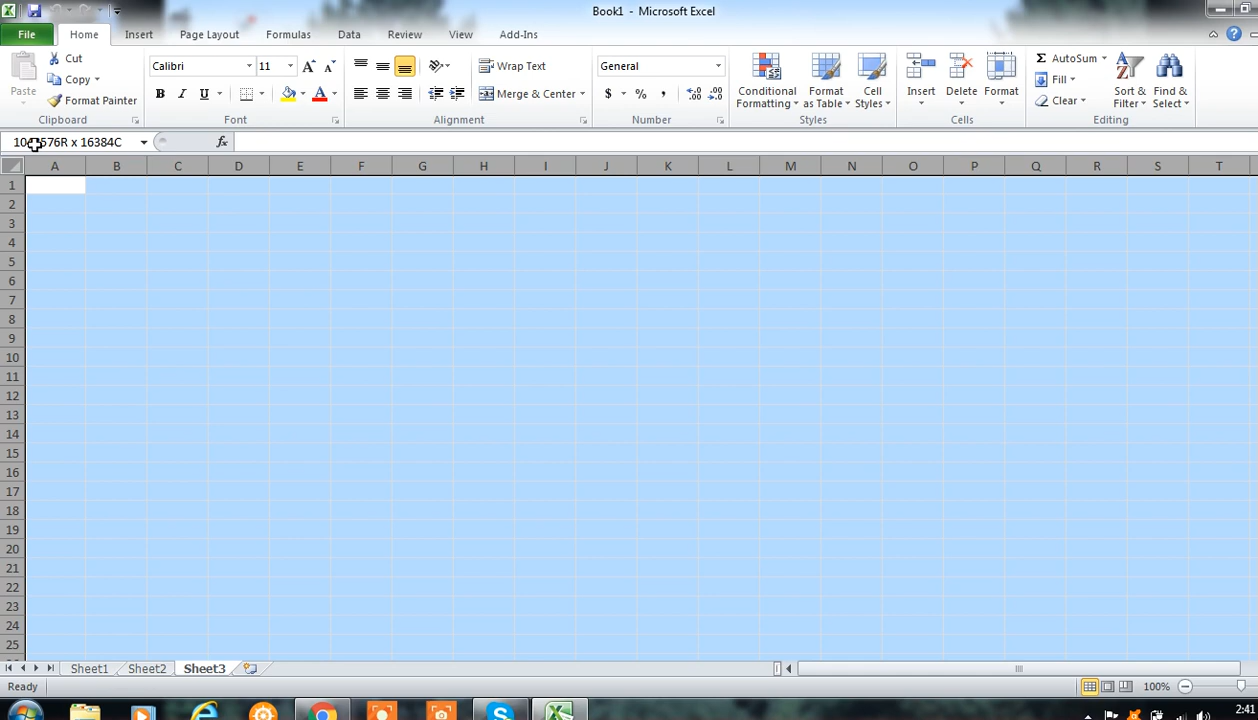 Book1 - Microsoft Excel
File Home Insert Page Layout Formulas Data Review View Add-Ins
Paste
Cut
Copy
Format Painter
Clipboard
Calibri 11
B I U
Font
Wrap Text
Merge & Center
Alignment
General
$ % ,
Number
Conditional Formatting
Format as Table
Cell Styles
Styles
Insert Delete Format
Cells
Σ AutoSum
Fill
Clear
Sort & Filter
Find & Select
Editing
x 16384C fx
A B C D E F G H I J K L M N O P Q R S T
1
2
3
4
5
6
7
8
9
10
11
12
13
14
15
16
17
18
19
20
21
22
23
24
25
Sheet1 Sheet2 Sheet3
Ready 100%
2:41